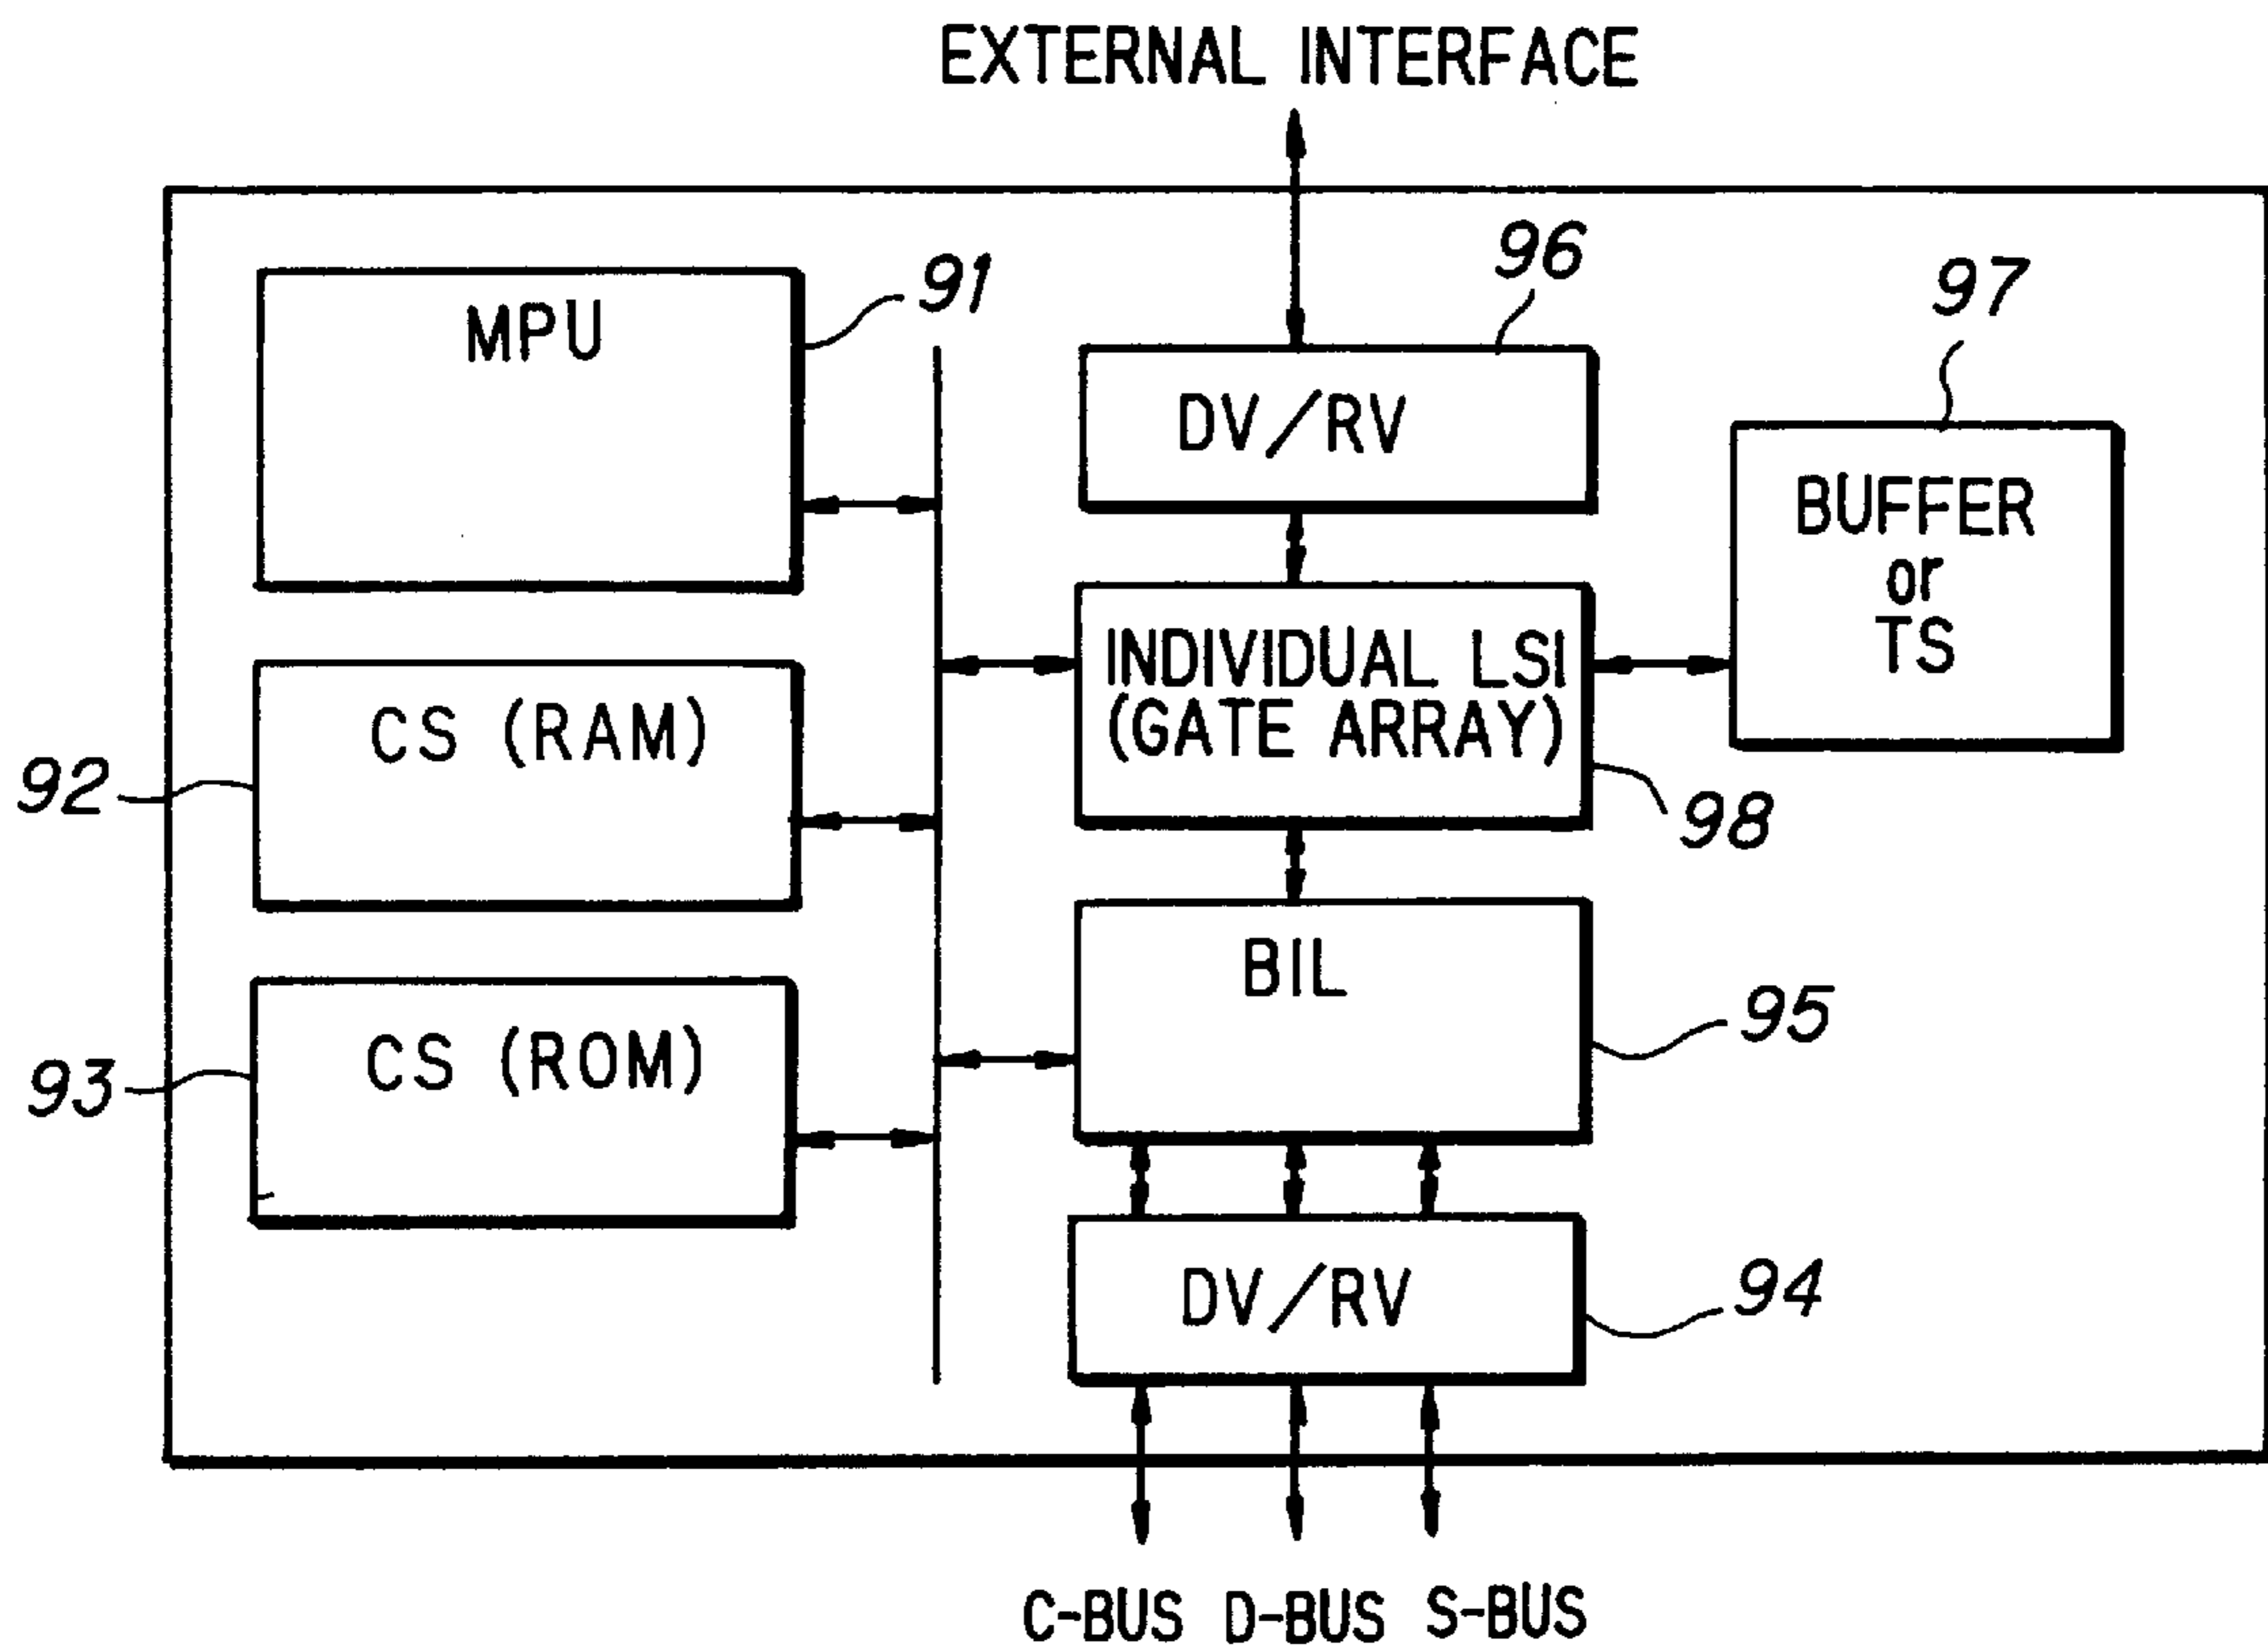 EXTERNAL INTERFACE
96
91
97
MPU
DV/RV
BUFFER
or
TS
INDIVIDUAL LSI
(GATE ARRAY)
CS (RAM)
92
98
BIL
95
CS (ROM)
93
DV/RV
94
C-BUS D-BUS S-BUS